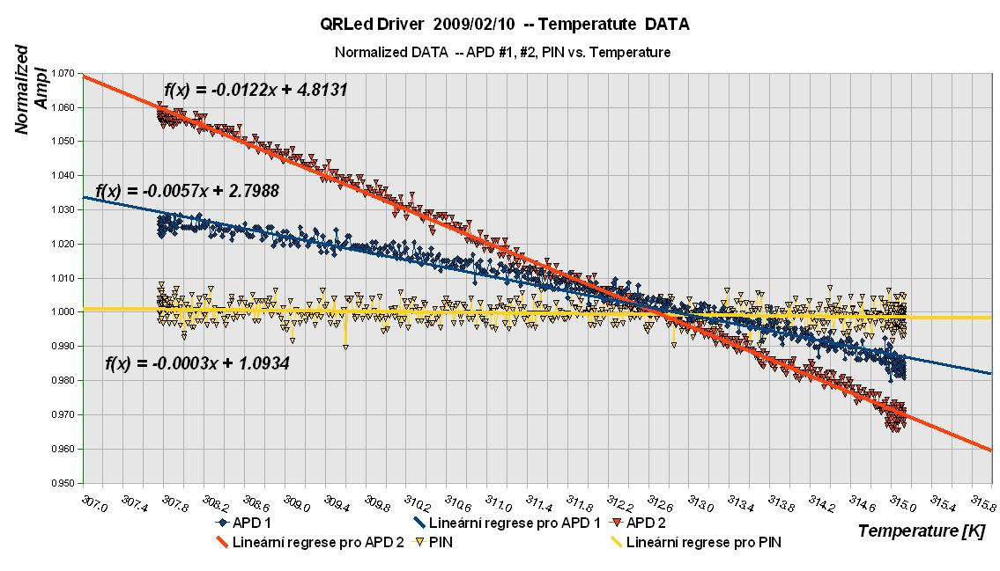 QRLed Driver 2009/02/10 -- Temperatute DATA
Normalized DATA -- APD #1, #2, PIN vs. Temperature
Normalized
Ampl
1.070
1.060
1.050
1.040
1.030
1.020
1.010
1.000
0.990
0.980
0.970
0.960
0.950
f(x) = -0.0122x + 4.8131
f(x) = -0.0057x + 2.7988
f(x) = -0.0003x + 1.0934
307.0 307.4 307.8 308.2 308.6 309.0 309.4 309.8 310.2 310.6 311.0 311.4 311.8 312.2 312.6 313.0 313.4 313.8 314.2 314.6 315.0 315.4 315.8
Temperature [K]
APD 1 Lineární regrese pro APD 1 APD 2
Lineární regrese pro APD 2 PIN Lineární regrese pro PIN